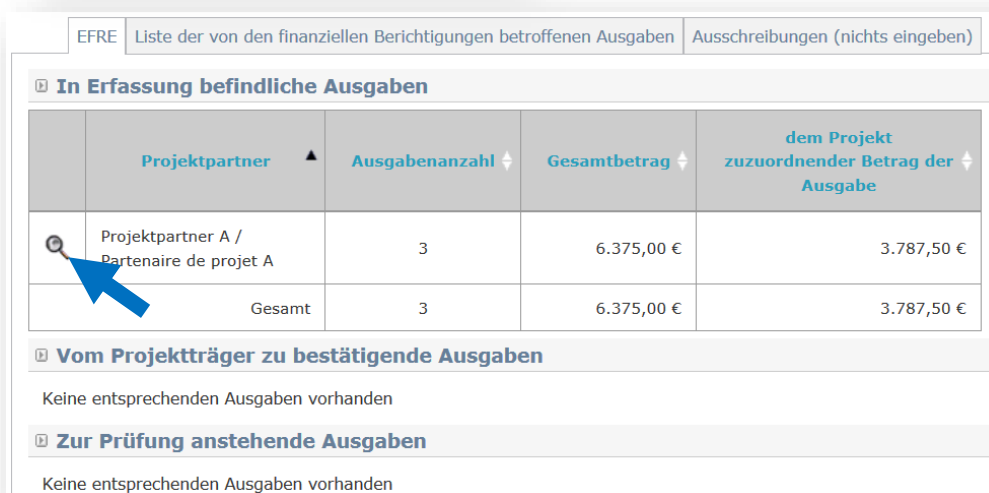 EFRE Liste der von den finanziellen Berichtigungen betroffenen Ausgaben Ausschreibungen (nichts eingeben)
In Erfassung befindliche Ausgaben
Projektpartner Ausgabenanzahl Gesamtbetrag dem Projekt
zuzuordnender Betrag der
Ausgabe
Projektpartner A /
Partenaire de projet A
3 6.375,00 € 3.787,50 €
Gesamt 3 6.375,00 € 3.787,50 €
Vom Projektträger zu bestätigende Ausgaben
Keine entsprechenden Ausgaben vorhanden
Zur Prüfung anstehende Ausgaben
Keine entsprechenden Ausgaben vorhanden